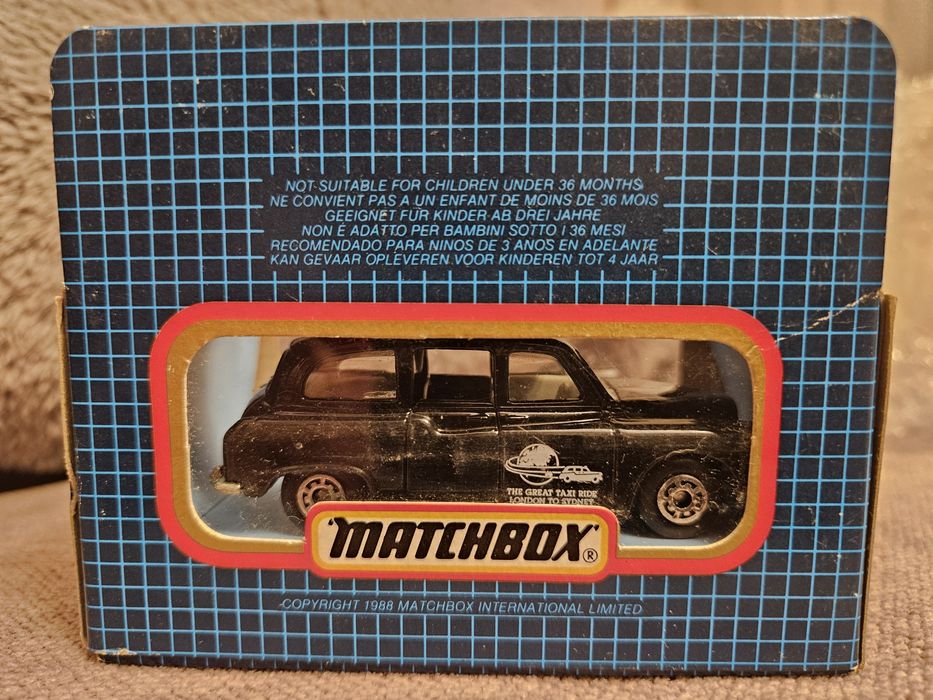 NOT SUITABLE FOR CHILDREN UNDER 36 MONTHS
NE CONVIENT PAS A UN ENFANT DE MOINS DE 36 MOIS
GEEIGNET FÜR KINDER AB DREI JAHRE
NON É ADATTO PER BAMBINI SOTTO I 36 MESI
RECOMENDADO PARA NINOS DE 3 ANOS EN ADELANTE
KAN GEVAAR OPLEVEREN VOOR KINDEREN TOT 4 JAAR
THE GREAT TAXI RIDE
LONDON TO SYDNEY
"MATCHBOX"®
COPYRIGHT 1988 MATCHBOX INTERNATIONAL LIMITED